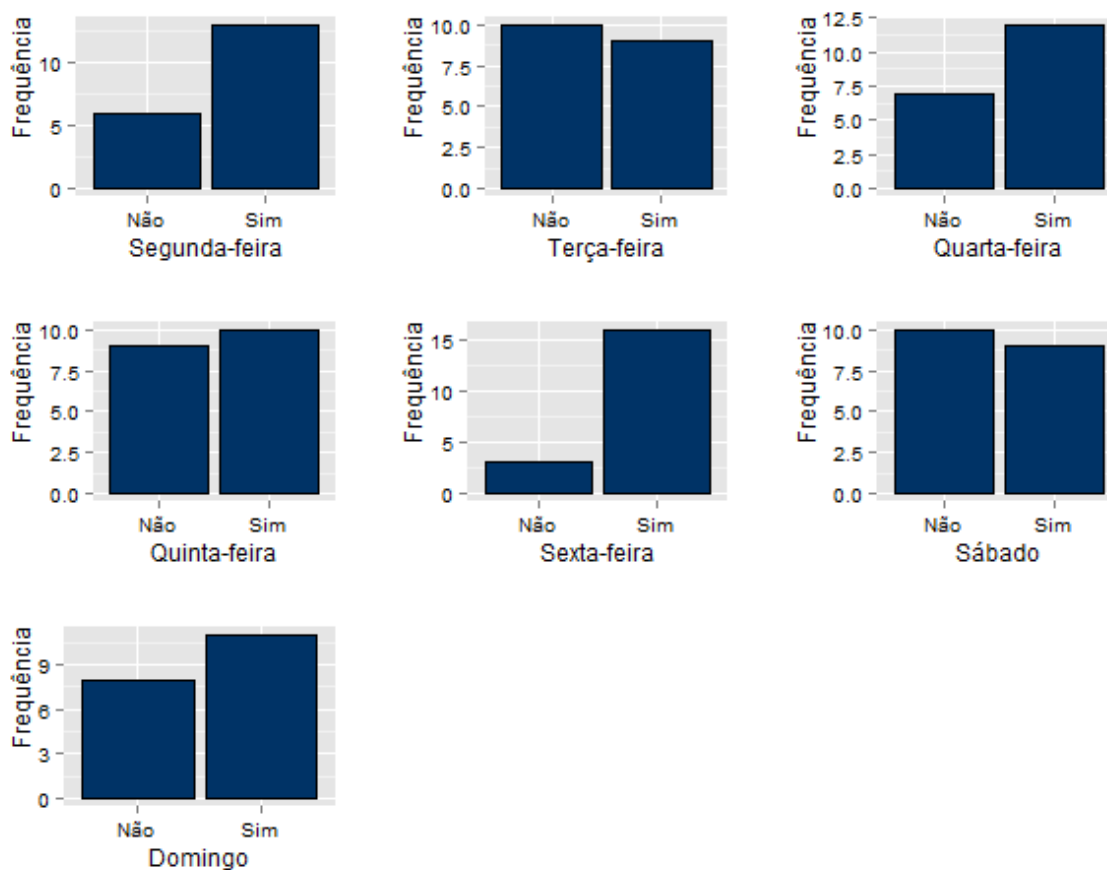 Frequência
10
5
0
Não Sim
Segunda-feira
Frequência
10.0
7.5
5.0
2.5
0.0
Não Sim
Terça-feira
Frequência
12.5
10.0
7.5
5.0
2.5
0.0
Não Sim
Quarta-feira
Frequência
10.0
7.5
5.0
2.5
0.0
Não Sim
Quinta-feira
Frequência
15
10
5
0
Não Sim
Sexta-feira
Frequência
10.0
7.5
5.0
2.5
0.0
Não Sim
Sábado
Frequência
9
6
3
0
Não Sim
Domingo